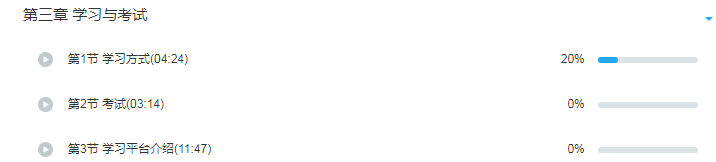 第三章 学习与考试
第1节 学习方式(04:24) 20%
第2节 考试(03:14) 0%
第3节 学习平台介绍(11:47) 0%